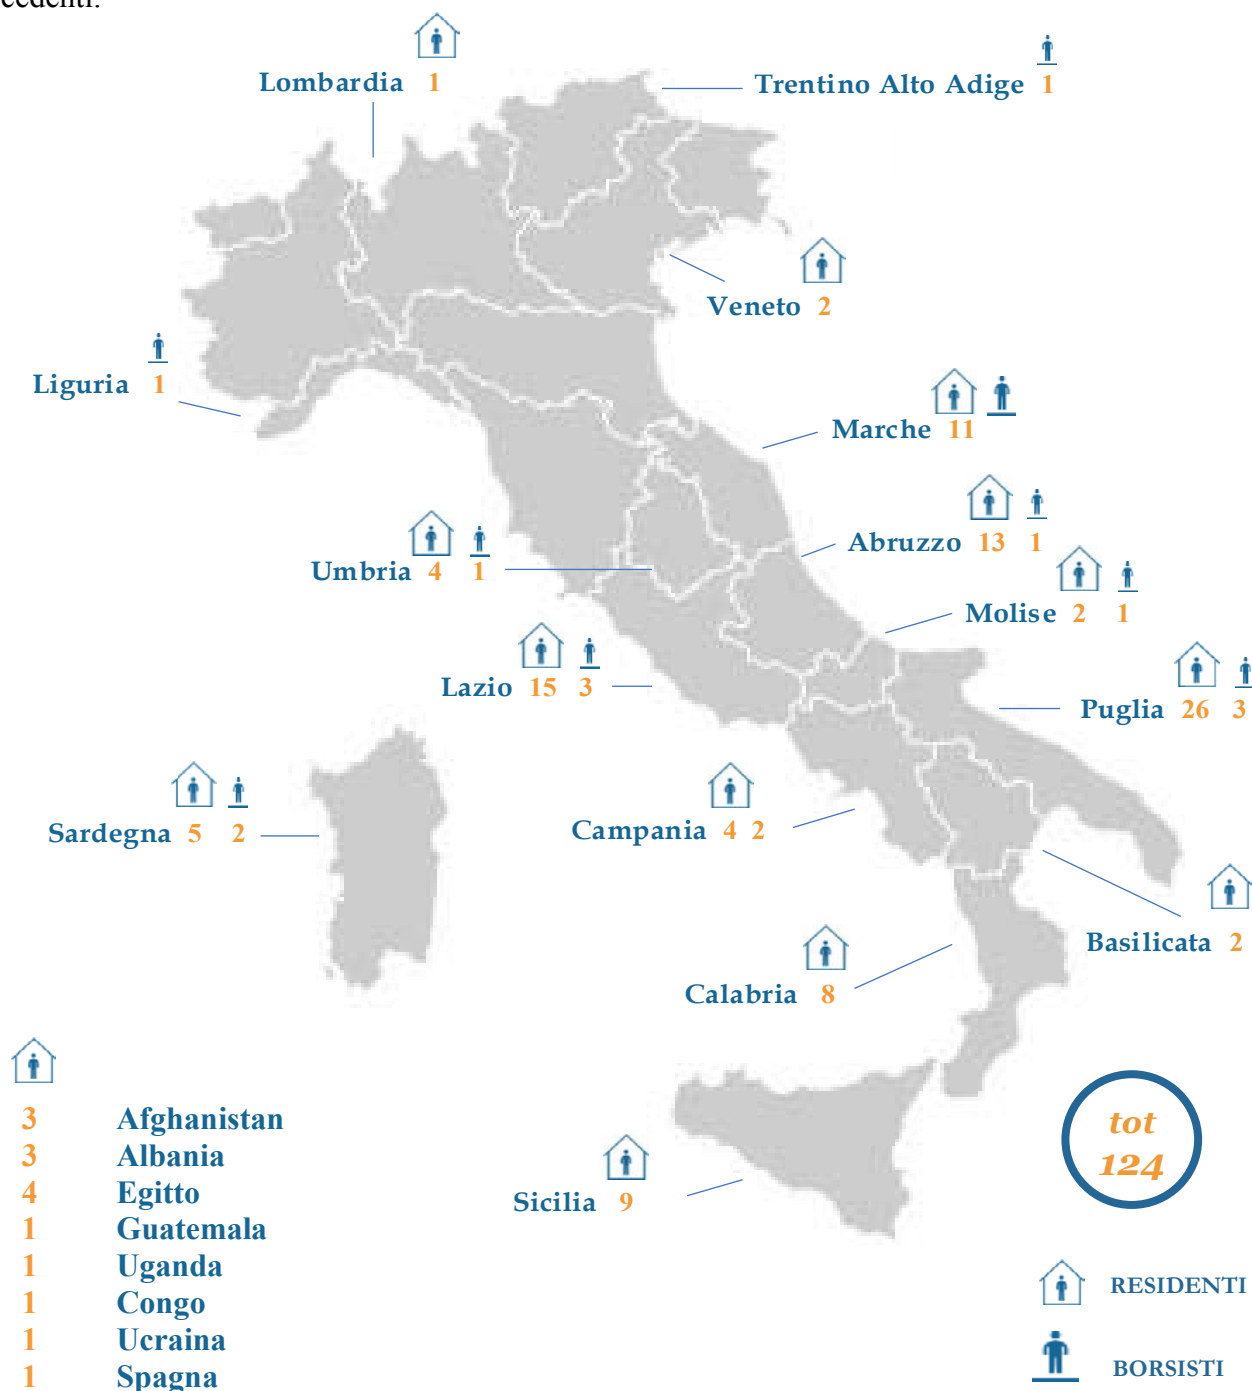 cedenti.
Lombardia 1
Trentino Alto Adige 1
Veneto 2
Liguria 1
Marche 11
Abruzzo 13 1
Umbria 4 1
Molise 2 1
Lazio 15 3
Puglia 26 3
Sardegna 5 2
Campania 4 2
Basilicata 2
Calabria 8
Sicilia 9
3 Afghanistan
3 Albania
4 Egitto
1 Guatemala
1 Uganda
1 Congo
1 Ucraina
1 Spagna
tot
124
RESIDENTI
BORSISTI